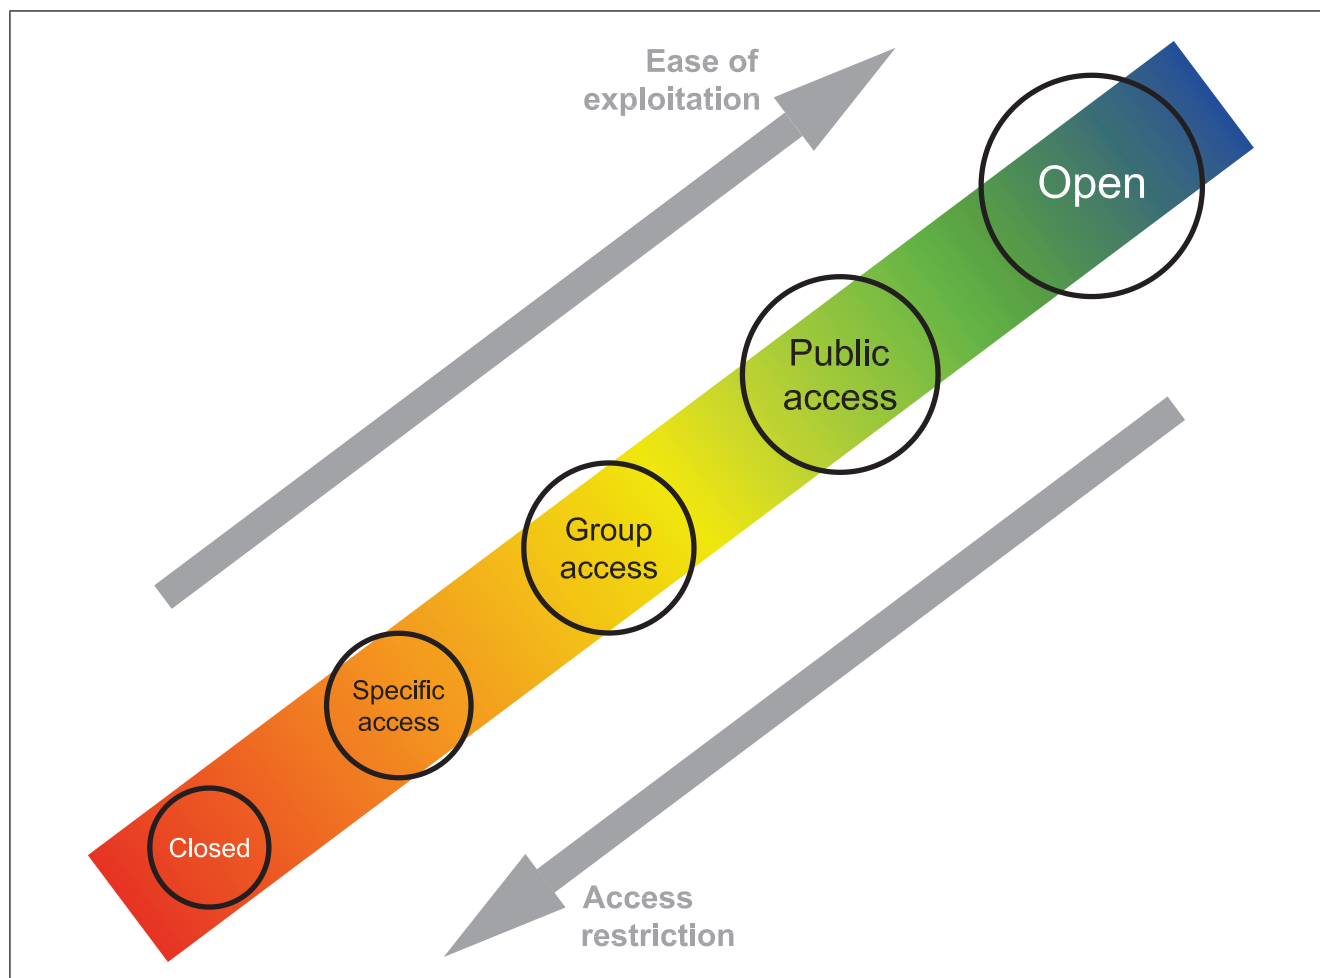 Ease of
exploitation
Open
Public
access
Group
access
Specific
access
Closed
Access
restriction